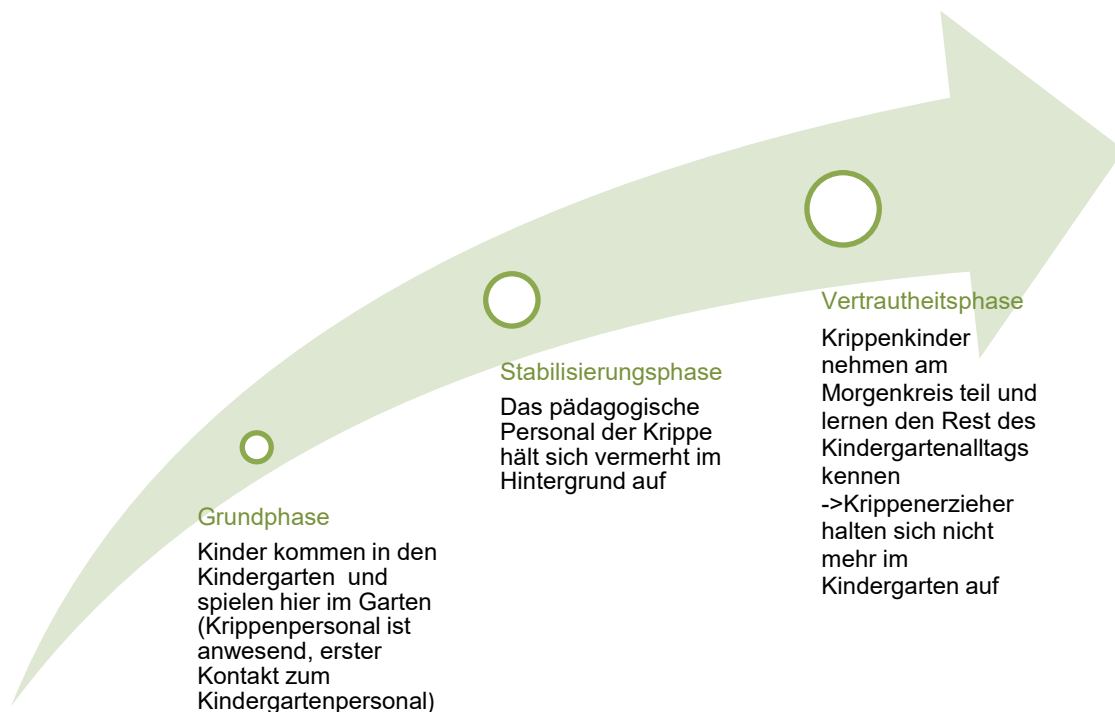 Grundphase
Kinder kommen in den
Kindergarten  und
spielen hier im Garten
(Krippenpersonal ist
anwesend, erster
Kontakt zum
Kindergartenpersonal)
Stabilisierungsphase
Das pädagogische
Personal der Krippe
hält sich vermerht im
Hintergrund auf
Vertrautheitsphase
Krippenkinder
nehmen am
Morgenkreis teil und
lernen den Rest des
Kindergartenalltags
kennen
->Krippenerzieher
halten sich nicht
mehr im
Kindergarten auf